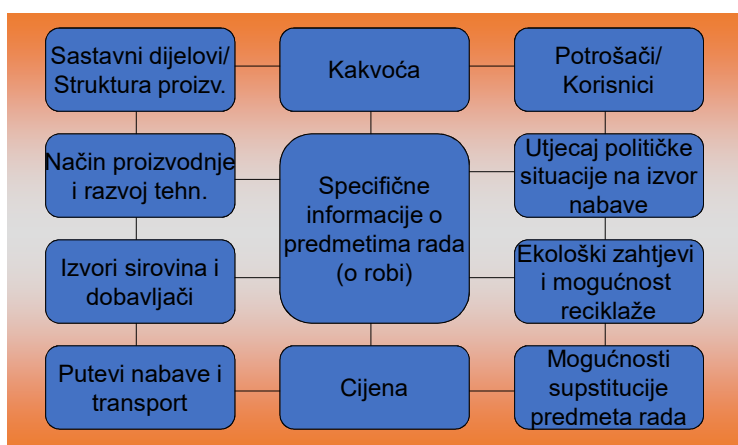 Sastavni dijelovi/
Struktura proizv.
Kakvoća
Potrošači/
Korisnici
Način proizvodnje
i razvoj tehn.
Specifične
informacije o
predmetima rada
(o robi)
Utjecaj političke
situacije na izvor
nabave
Izvori sirovina i
dobavljači
Ekološki zahtjevi
i mogućnost
reciklaže
Putevi nabave i
transport
Cijena
Mogućnosti
supstitucije
predmeta rada